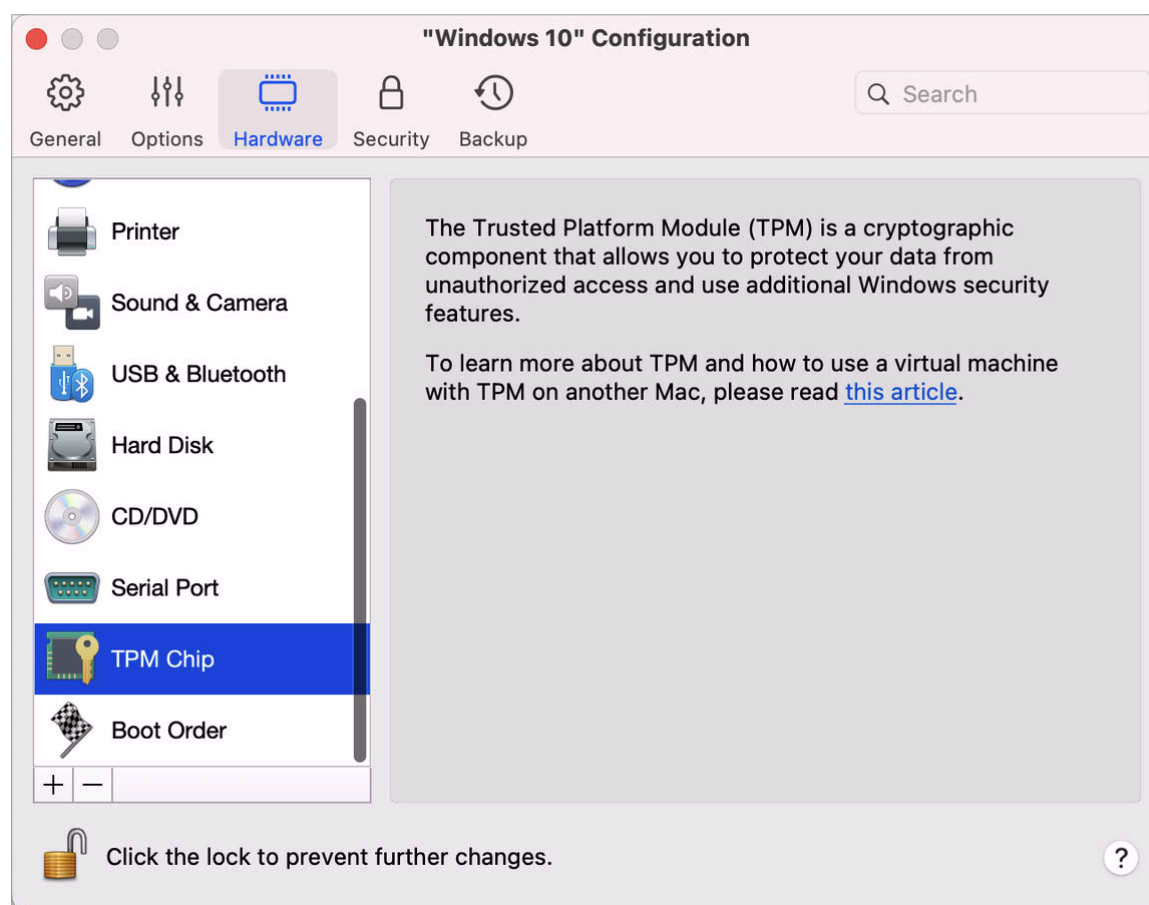 "Windows 10" Configuration
General Options Hardware Security Backup
Search
Printer
Sound & Camera
USB & Bluetooth
Hard Disk
CD/DVD
Serial Port
TPM Chip
Boot Order
+ −
The Trusted Platform Module (TPM) is a cryptographic
component that allows you to protect your data from
unauthorized access and use additional Windows security
features.
To learn more about TPM and how to use a virtual machine
with TPM on another Mac, please read this article.
Click the lock to prevent further changes.
?